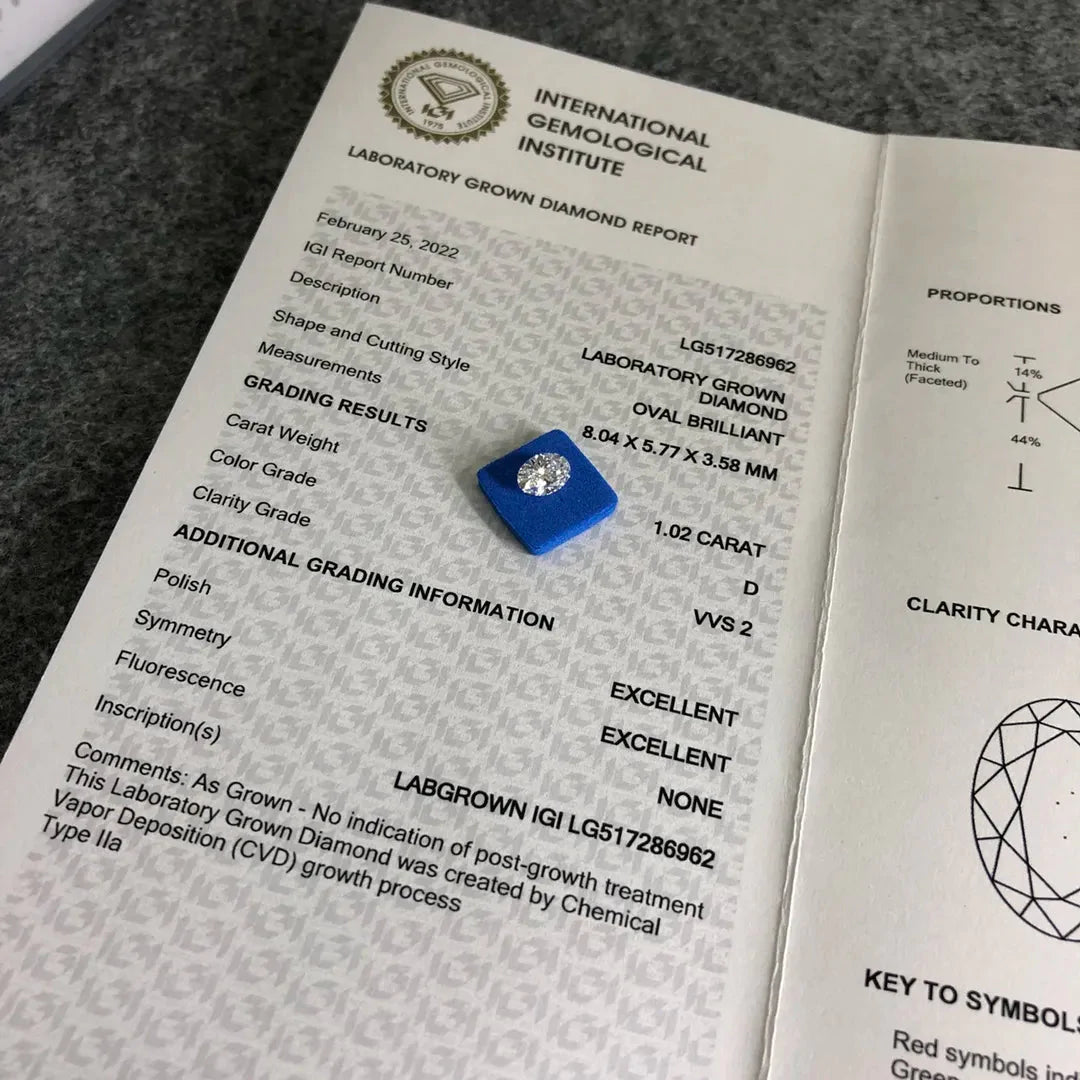 INTERNATIONAL GEMOLOGICAL INSTITUTE
IGI
1975
INTERNATIONAL
GEMOLOGICAL
INSTITUTE
LABORATORY GROWN DIAMOND REPORT
February 25, 2022
IGI Report Number LG517286962
Description LABORATORY GROWN
DIAMOND
Shape and Cutting Style OVAL BRILLIANT
Measurements 8.04 X 5.77 X 3.58 MM
GRADING RESULTS
Carat Weight 1.02 CARAT
Color Grade D
Clarity Grade VVS 2
ADDITIONAL GRADING INFORMATION
Polish EXCELLENT
Symmetry EXCELLENT
Fluorescence NONE
Inscription(s) LABGROWN IGI LG517286962
Comments: As Grown - No indication of post-growth treatment
This Laboratory Grown Diamond was created by Chemical
Vapor Deposition (CVD) growth process
Type IIa
PROPORTIONS
Medium To
Thick
(Faceted)
14%
44%
CLARITY CHARA
KEY TO SYMBOLS
Red symbols ind
Green